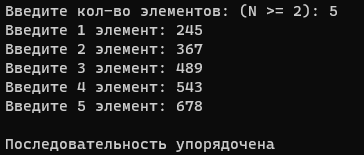 Введите кол-во элементов: (N >= 2): 5
Введите 1 элемент: 245
Введите 2 элемент: 367
Введите 3 элемент: 489
Введите 4 элемент: 543
Введите 5 элемент: 678
Последовательность упорядочена